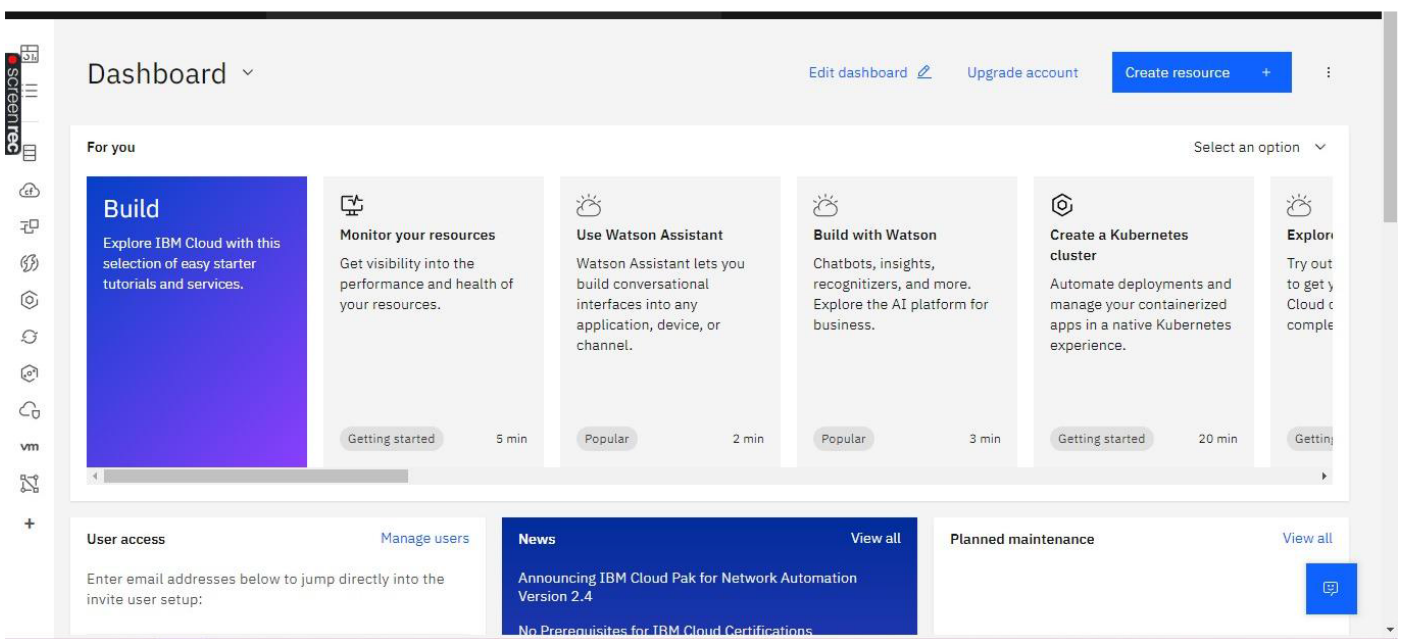 screenrec
Dashboard
Edit dashboard
Upgrade account
Create resource +
For you
Select an option
Build
Explore IBM Cloud with this
selection of easy starter
tutorials and services.
Monitor your resources
Get visibility into the
performance and health of
your resources.
Getting started 5 min
Use Watson Assistant
Watson Assistant lets you
build conversational
interfaces into any
application, device, or
channel.
Popular 2 min
Build with Watson
Chatbots, insights,
recognitizers, and more.
Explore the AI platform for
business.
Popular 3 min
Create a Kubernetes
cluster
Automate deployments and
manage your containerized
apps in a native Kubernetes
experience.
Getting started 20 min
Try out
to get
Cloud
vm
User access Manage users
Enter email addresses below to jump directly into the
invite user setup:
News View all
Announcing IBM Cloud Pak for Network Automation
Version 2.4
No Prerequisites for IBM Cloud Certifications
Planned maintenance View all